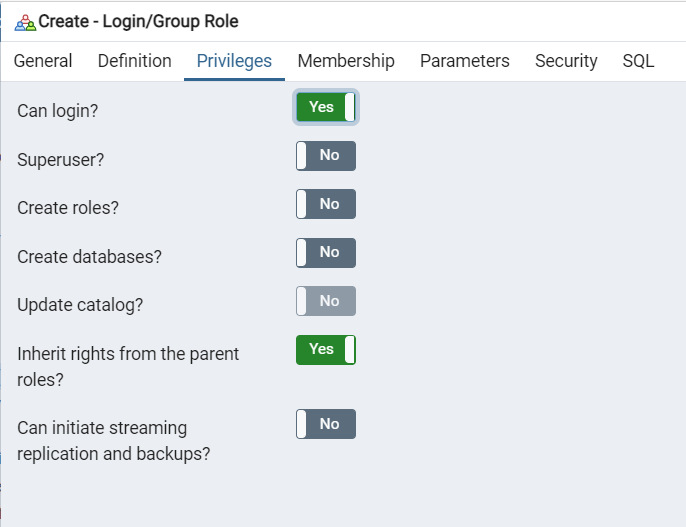 Create - Login/Group Role
General Definition Privileges Membership Parameters Security SQL
Can login? Yes
Superuser? No
Create roles? No
Create databases? No
Update catalog? No
Inherit rights from the parent Yes
roles?
Can initiate streaming No
replication and backups?